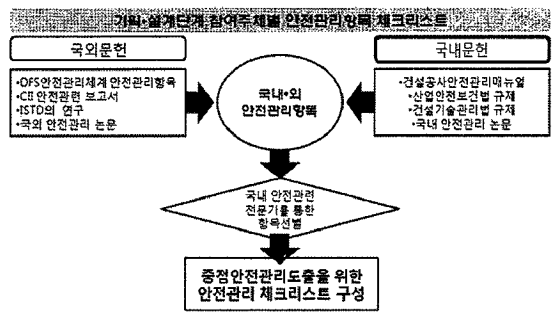 기획•설계단계 참여주체별 안전관리항목 체크리스트
국외문헌
•OFS안전관리체계 안전관리항목
•CII 안전관련 보고서
•ISTD의 연구
•국외 안전관리 논문
국내•외
안전관리항목
국내문헌
•건설공사안전관리매뉴얼
•산업안전보건법 규제
•건설기술관리법 규제
•국내 안전관리 논문
국내 안전관련
전문가를 통한
항목선별
중점안전관리도출을 위한
안전관리 체크리스트 구성